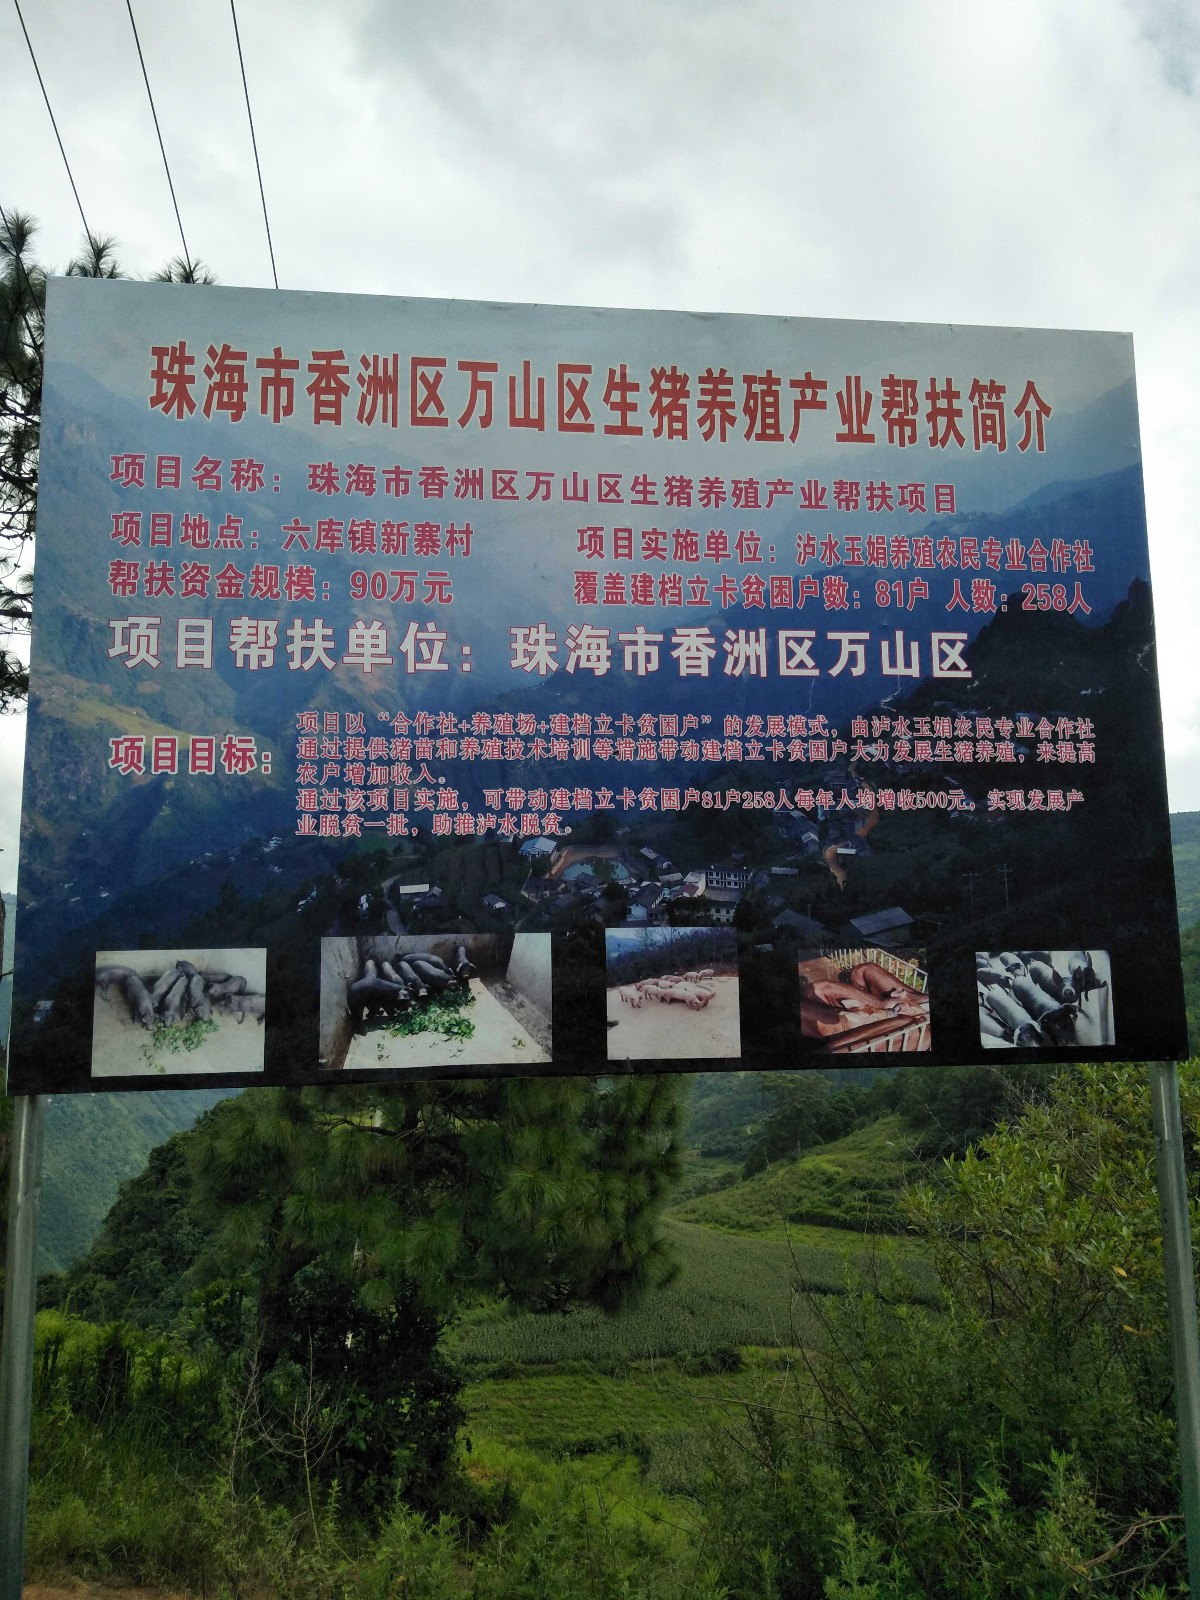 珠海市香洲区万山区生猪养殖产业帮扶简介
项目名称：珠海市香洲区万山区生猪养殖产业帮扶项目
项目地点：六库镇新寨村 项目实施单位：泸水玉娟养殖农民专业合作社
帮扶资金规模：90万元 覆盖建档立卡贫困户数：81户 人数：258人
项目帮扶单位：珠海市香洲区万山区
项目目标：
项目以“合作社+养殖场+建档立卡贫困户”的发展模式，由泸水玉娟农民专业合作社
通过提供猪苗和养殖技术培训等措施带动建档立卡贫困户大力发展生猪养殖，来提高
农户增加收入。
通过该项目实施，可带动建档立卡贫困户81户258人每年人均增收500元，实现发展产
业脱贫一批，助推泸水脱贫。